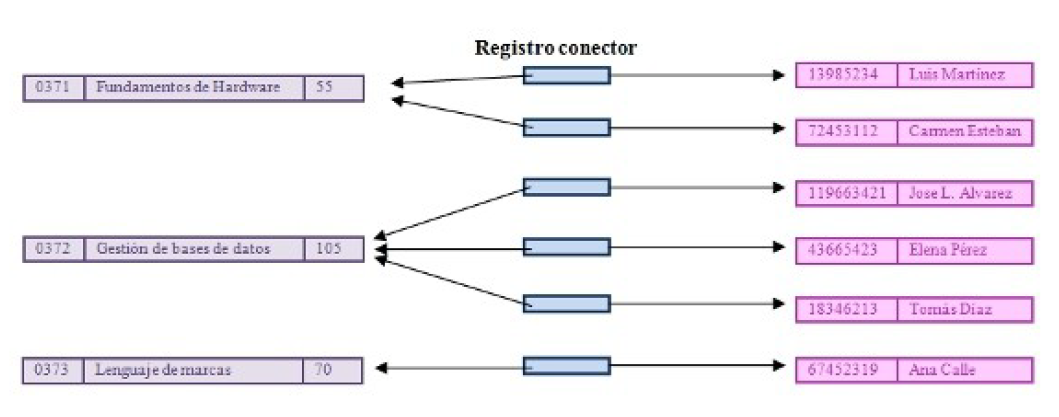 Registro conector
0371 Fundamentos de Hardware 55
13985234 Luis Martínez
72453112 Carmen Esteban
119663421 Jose L. Alvarez
0372 Gestión de bases de datos 105
43665423 Elena Pérez
18346213 Tomás Díaz
0373 Lenguaje de marcas 70
67452319 Ana Calle